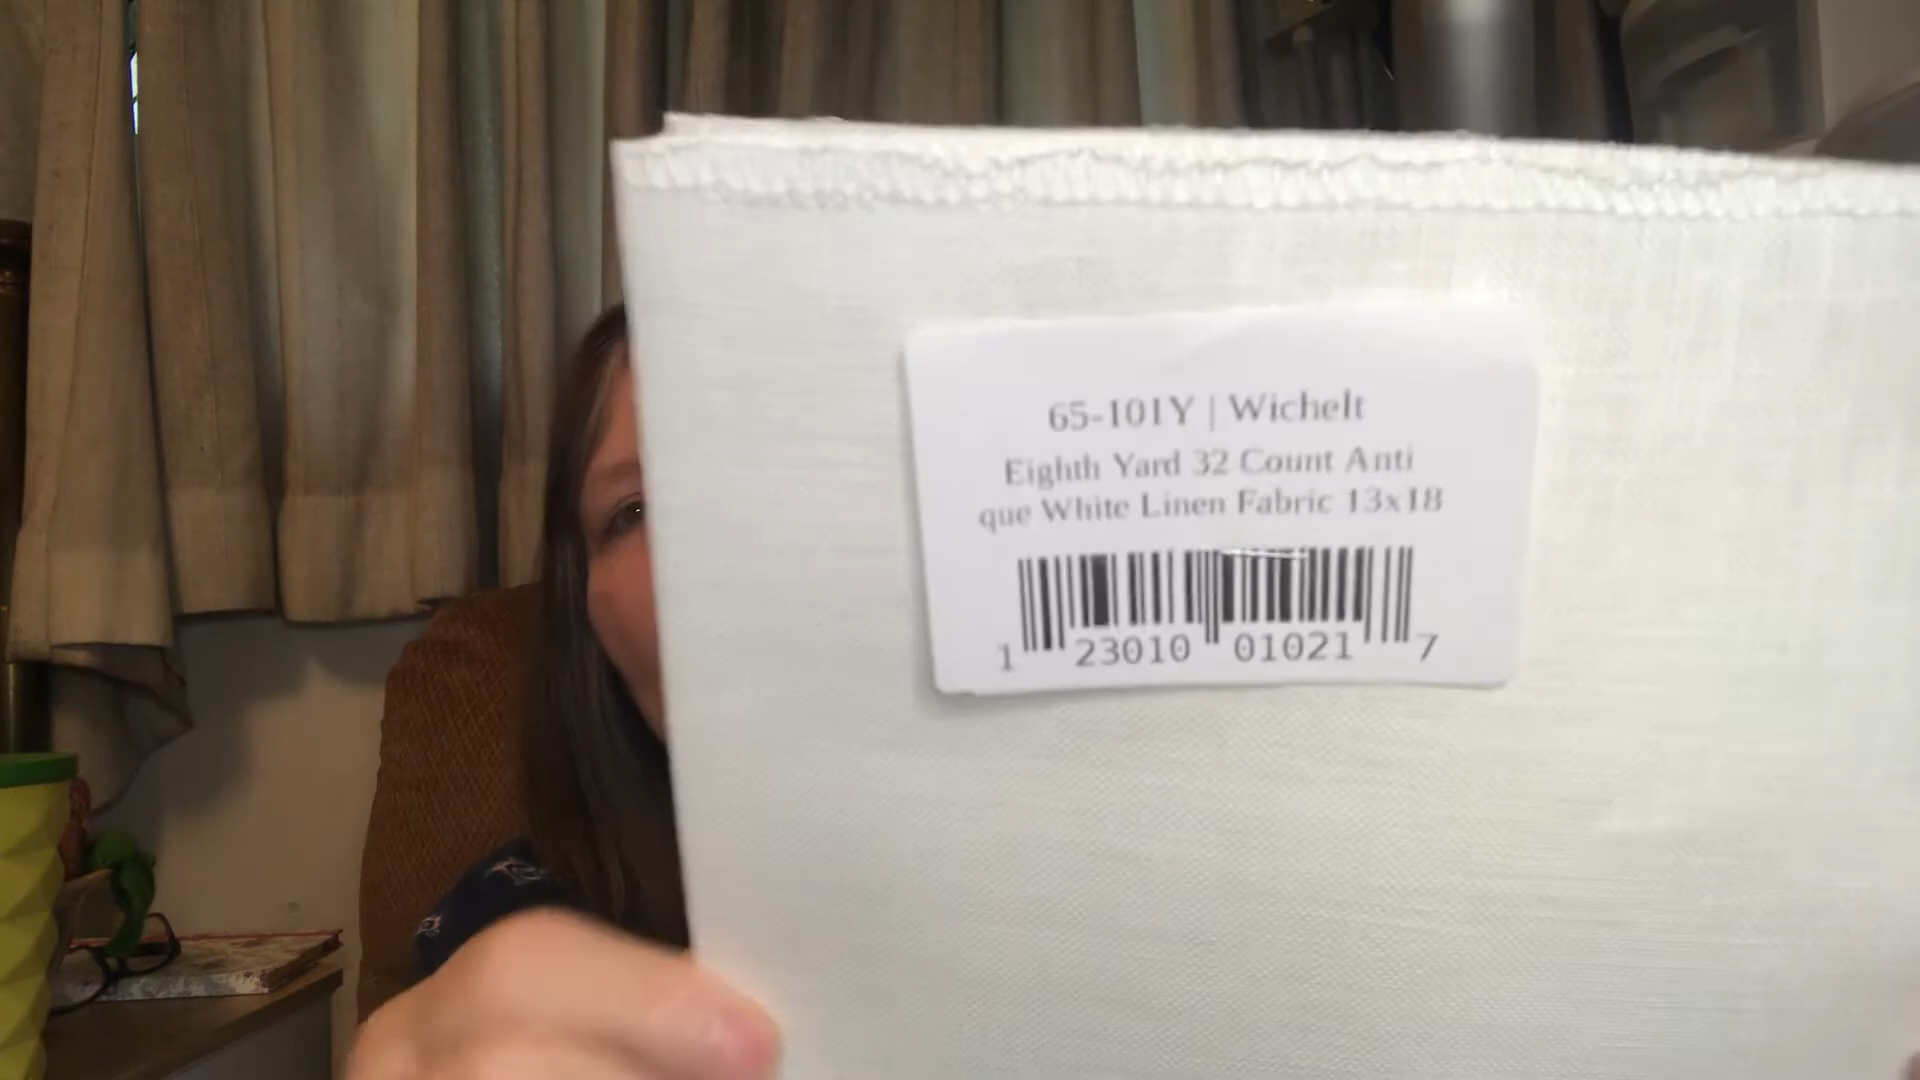 65-101Y | Wichelt
Eighth Yard 32 Count Anti
que White Linen Fabric 13x18
1 23010 01021 7